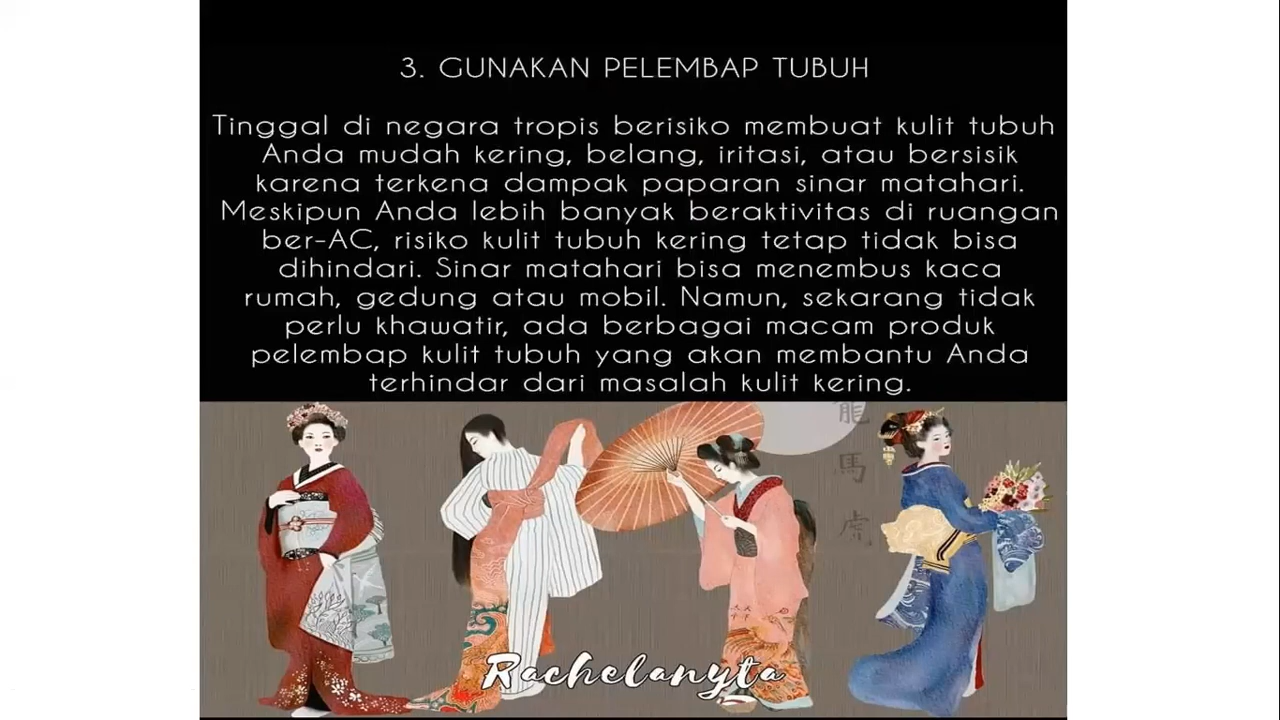 3. GUNAKAN PELEMBAP TUBUH
Tinggal di negara tropis berisiko membuat kulit tubuh
Anda mudah kering, belang, iritasi, atau bersisik
karena terkena dampak paparan sinar matahari.
Meskipun Anda lebih banyak beraktivitas di ruangan
ber-AC, risiko kulit tubuh kering tetap tidak bisa
dihindari. Sinar matahari bisa menembus kaca
rumah, gedung atau mobil. Namun, sekarang tidak
perlu khawatir, ada berbagai macam produk
pelembap kulit tubuh yang akan membantu Anda
terhindar dari masalah kulit kering.
龍
馬
虎
Rachelanyta